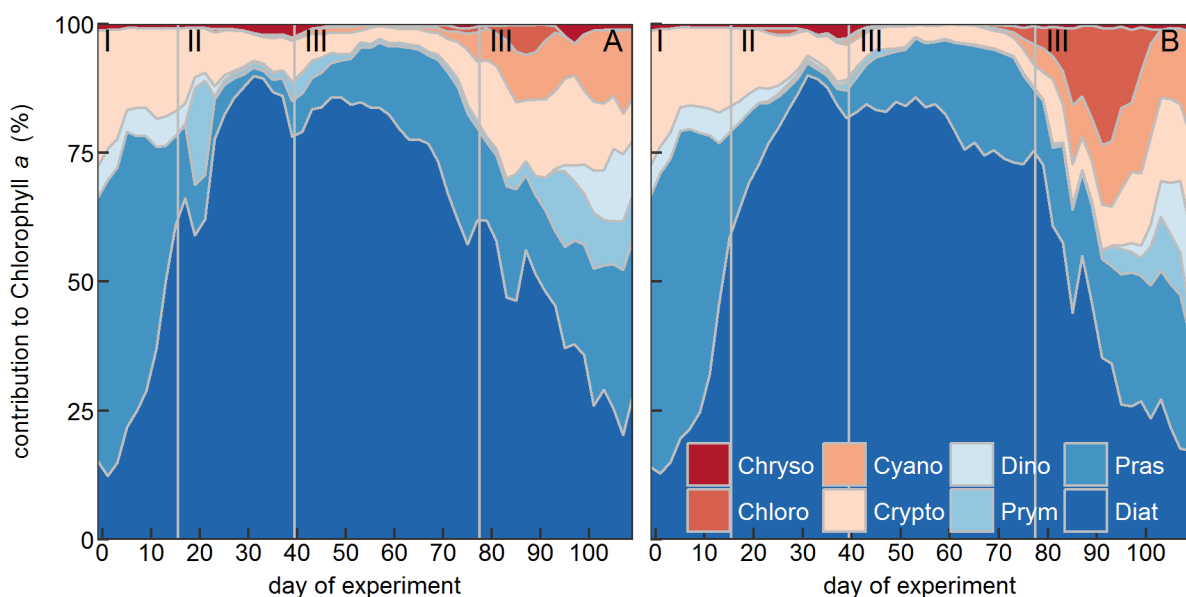 contribution to Chlorophyll a (%)
100
75
50
25
0
I II III III A
0 10 20 30 40 50 60 70 80 90 100
day of experiment
I II III III B
0 10 20 30 40 50 60 70 80 90 100
day of experiment
Chryso Cyano Dino Pras
Chloro Crypto Prym Diat